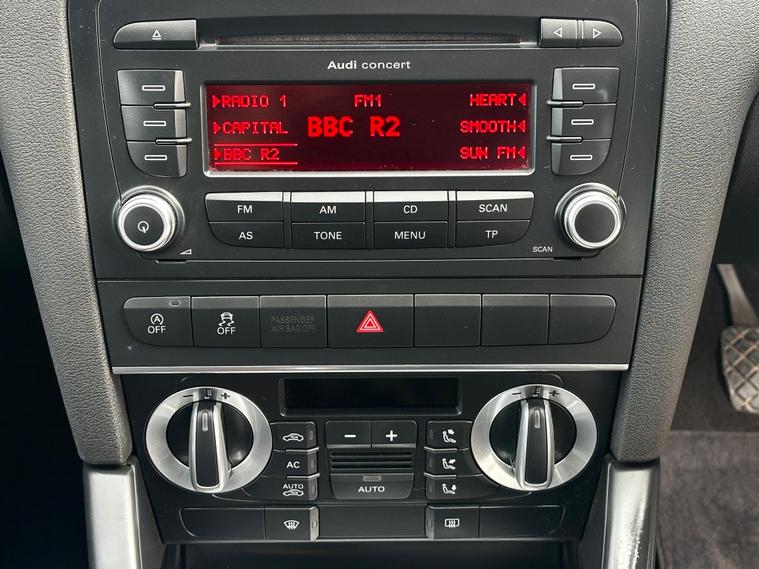 Audi concert
RADIO 1 FM1 HEART
CAPITAL BBC R2 SMOOTH
BBC R2 SUN FM
FM AM CD SCAN
AS TONE MENU TP
SCAN
A
OFF OFF PASSENGER
AIR BAG OFF
− + − +
AC − +
AUTO AUTO